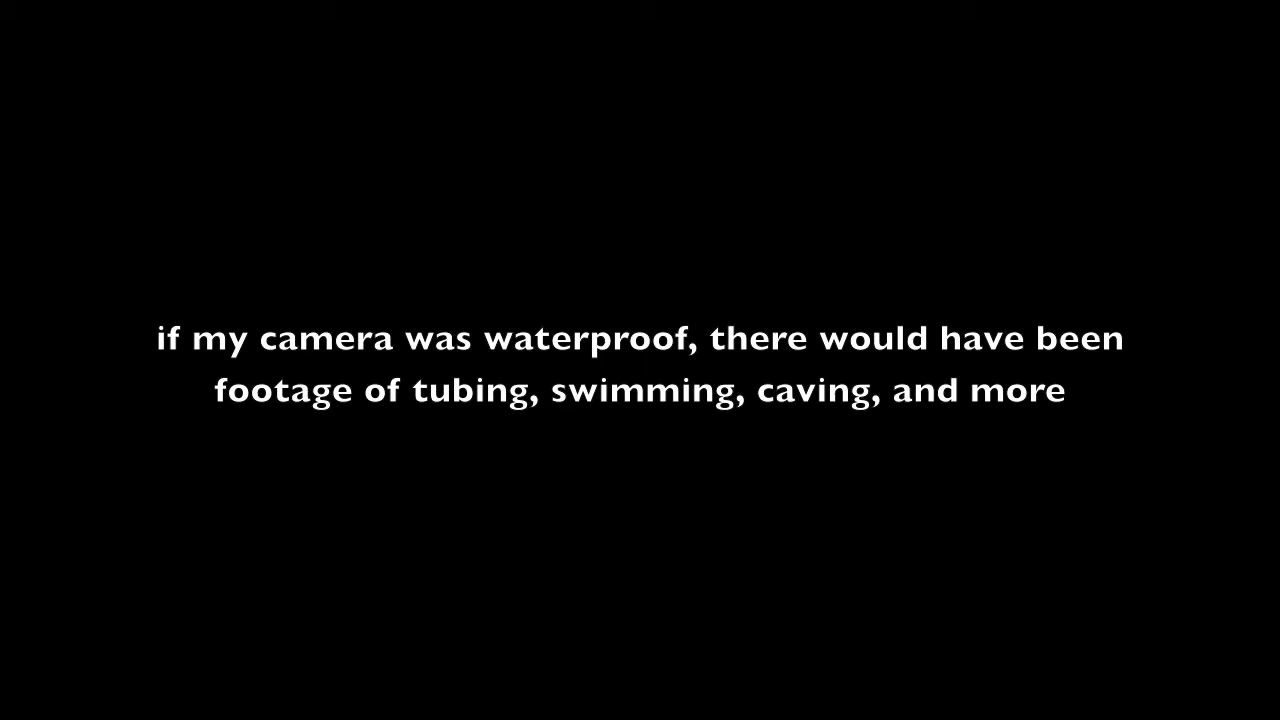 if my camera was waterproof, there would have been
footage of tubing, swimming, caving, and more